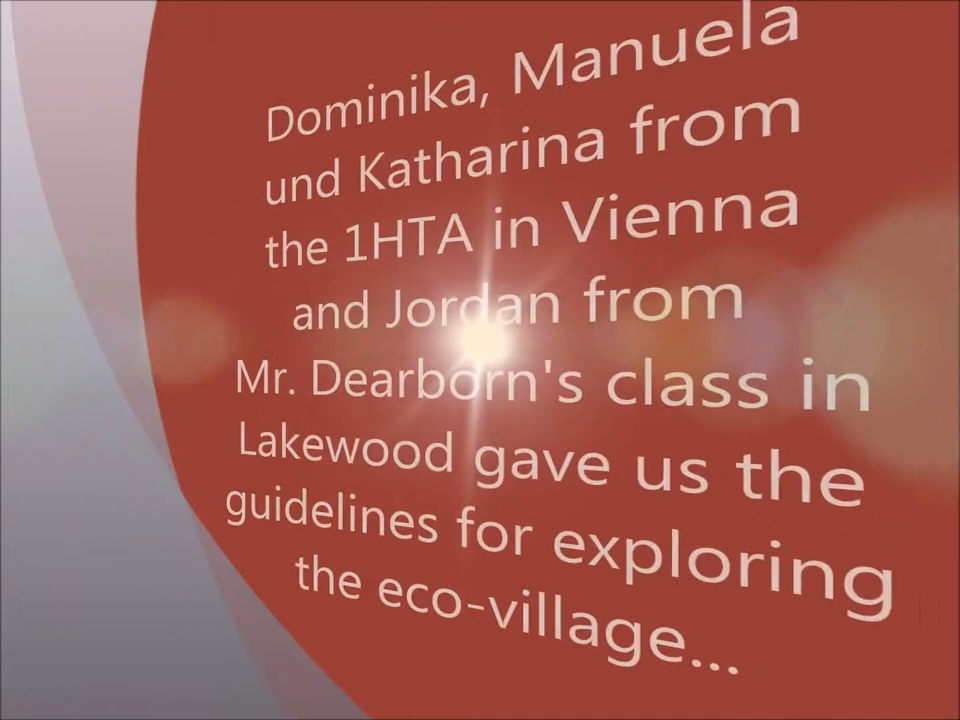 Dominika, Manuela
und Katharina from
the 1HTA in Vienna
and Jordan from
Mr. Dearborn's class in
Lakewood gave us the
guidelines for exploring
the eco-village...